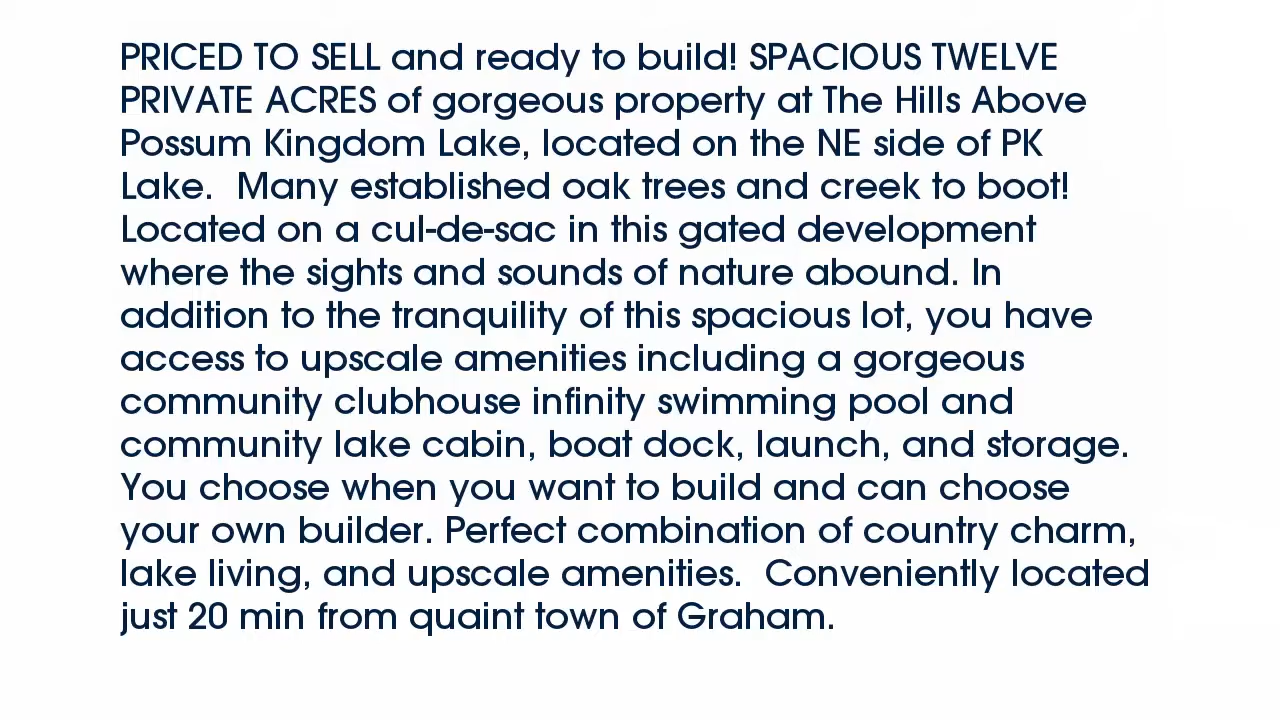 PRICED TO SELL and ready to build! SPACIOUS TWELVE
PRIVATE ACRES of gorgeous property at The Hills Above
Possum Kingdom Lake, located on the NE side of PK
Lake.  Many established oak trees and creek to boot!
Located on a cul-de-sac in this gated development
where the sights and sounds of nature abound. In
addition to the tranquility of this spacious lot, you have
access to upscale amenities including a gorgeous
community clubhouse infinity swimming pool and
community lake cabin, boat dock, launch, and storage.
You choose when you want to build and can choose
your own builder. Perfect combination of country charm,
lake living, and upscale amenities.  Conveniently located
just 20 min from quaint town of Graham.